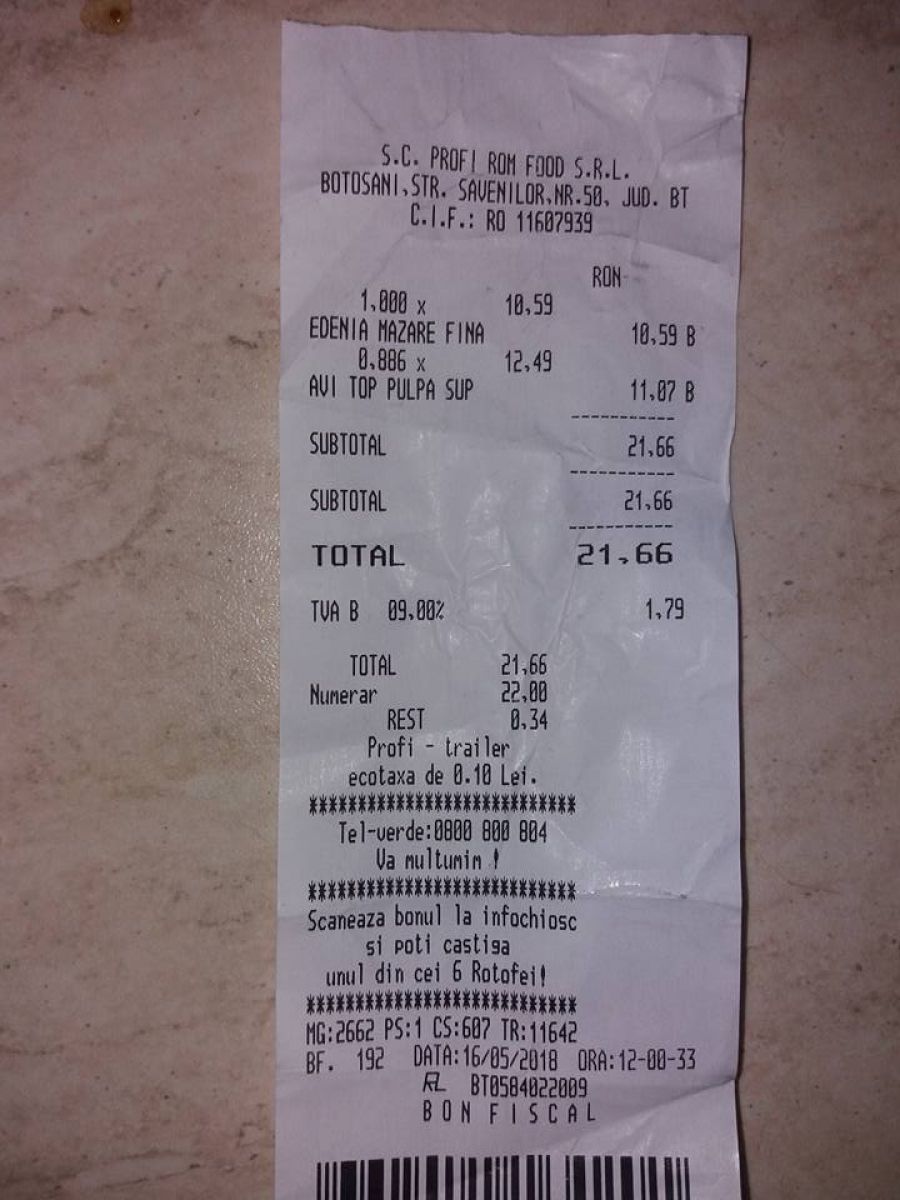 S.C. PROFI ROM FOOD S.R.L.
BOTOSANI,STR. SAVENILOR,NR.50, JUD. BT
C.I.F.: RO 11607939
RON
1,000 x 10,59
EDENIA MAZARE FINA 10,59 B
0,886 x 12,49
AVI TOP PULPA SUP 11,07 B
-----------
SUBTOTAL 21,66
-----------
SUBTOTAL 21,66
-----------
TOTAL 21,66
TVA B 09,00% 1,79
TOTAL 21,66
Numerar 22,00
REST 0,34
Profi - trailer
ecotaxa de 0.10 Lei.
****************************
Tel-verde:0800 800 804
Va multumim !
****************************
Scaneaza bonul la infochiosc
si poti castiga
unul din cei 6 Rotofei!
****************************
MG:2662 PS:1 CS:607 TR:11642
BF. 192 DATA:16/05/2018 ORA:12-00-33
BT0584022009
BON FISCAL